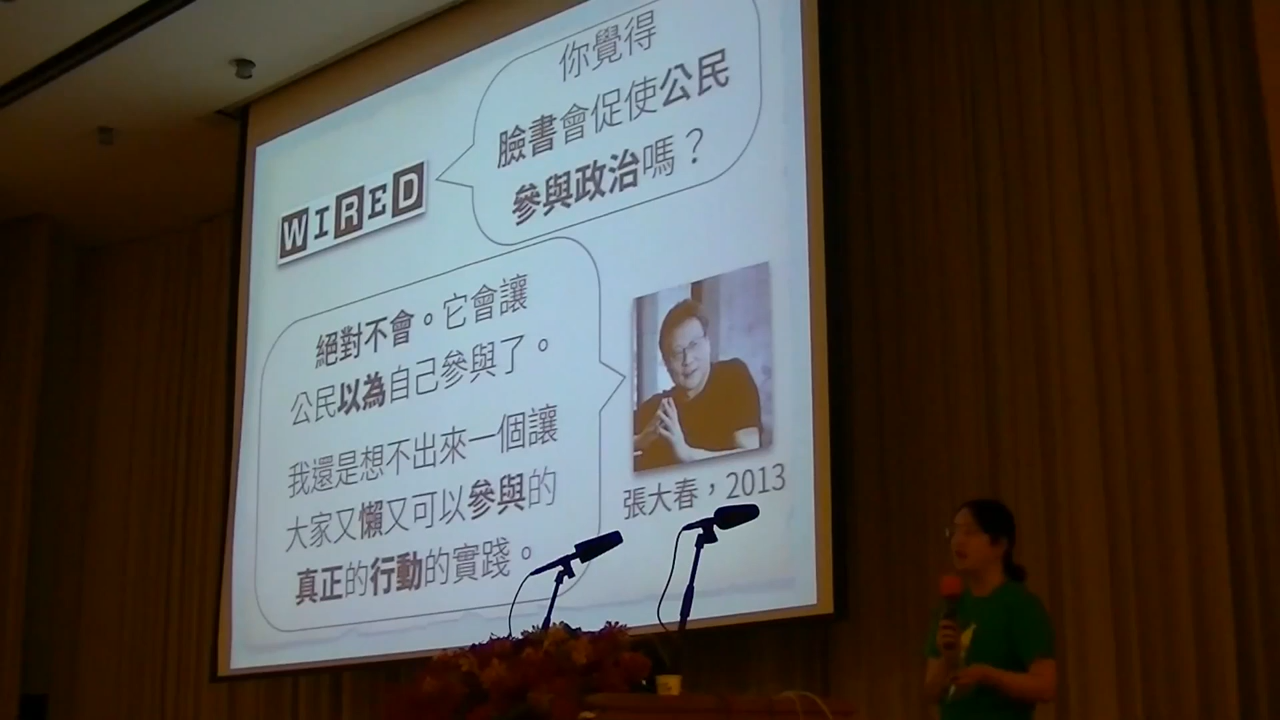 你覺得
臉書會促使公民
參與政治嗎？
WIRED
絕對不會。它會讓
公民以為自己參與了。
我還是想不出來一個讓
大家又懶又可以參與的
真正的行動的實踐。
張大春，2013